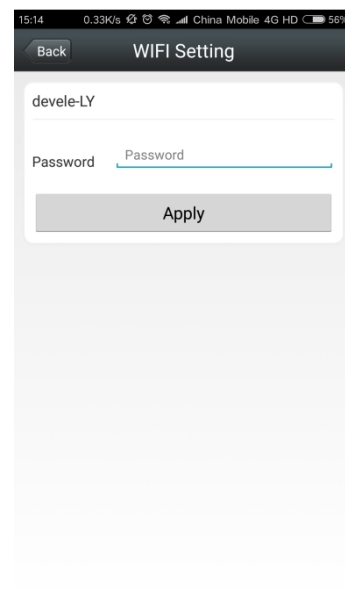 15:14 0.33K/s China Mobile 4G HD 56%
Back WIFI Setting
devele-LY
Password Password
Apply